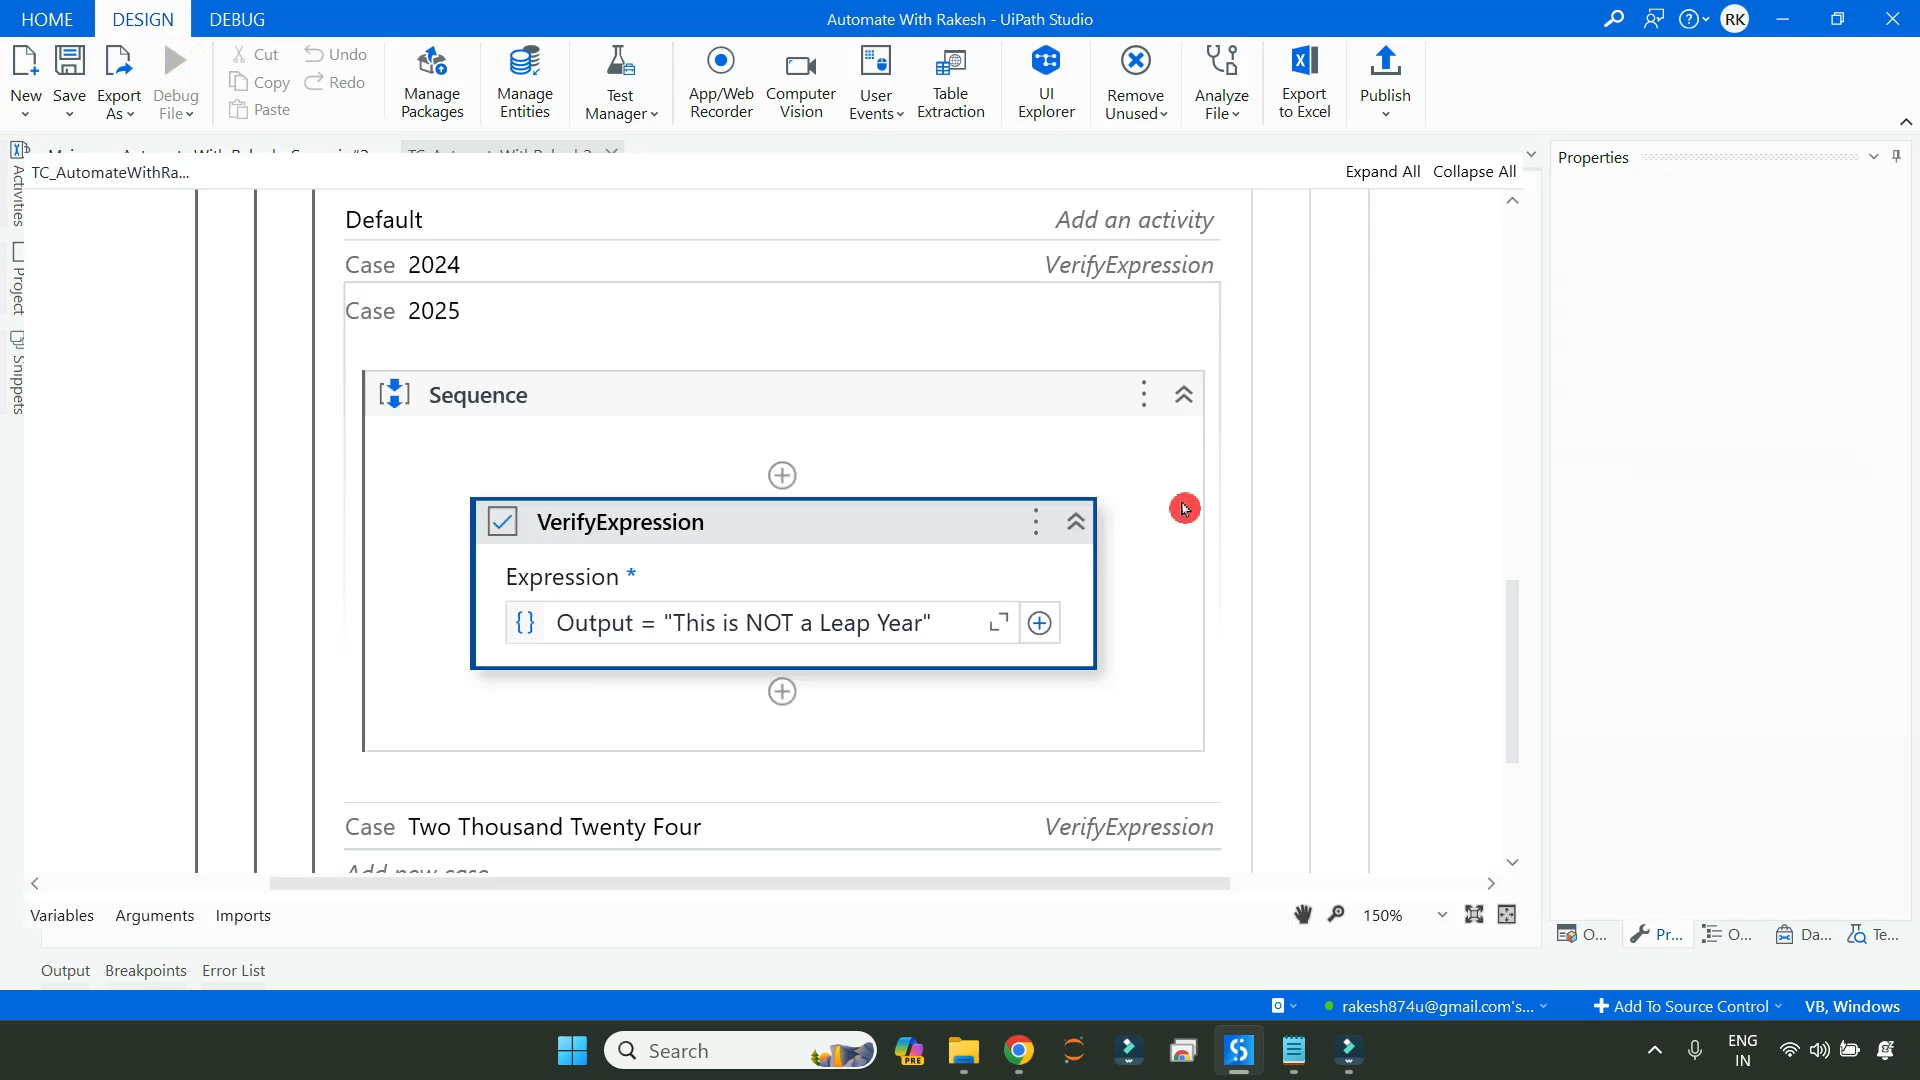 HOME
DESIGN
DEBUG
Automate With Rakesh - UiPath Studio
RK
New
Save
Export
As
Debug
File
Cut
Copy
Paste
Undo
Redo
Manage
Packages
Manage
Entities
Test
Manager
App/Web
Recorder
Computer
Vision
User
Events
Table
Extraction
UI
Explorer
Remove
Unused
Analyze
File
Export
to Excel
Publish
Activities
Project
Snippets
TC_AutomateWithRa...
Expand All
Collapse All
Properties
Default
Add an activity
Case 2024
VerifyExpression
Case 2025
Sequence
VerifyExpression
Expression *
{} Output = "This is NOT a Leap Year"
Case Two Thousand Twenty Four
VerifyExpression
Add new case
Variables
Arguments
Imports
150%
O...
Pr...
O...
Da...
Te...
Output
Breakpoints
Error List
rakesh874u@gmail.com's...
Add To Source Control
VB, Windows
Search
PRE
ENG
IN